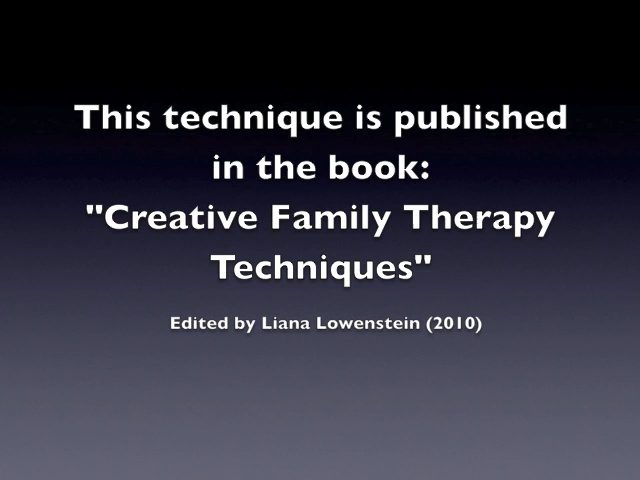 This technique is published
in the book:
"Creative Family Therapy
Techniques"
Edited by Liana Lowenstein (2010)